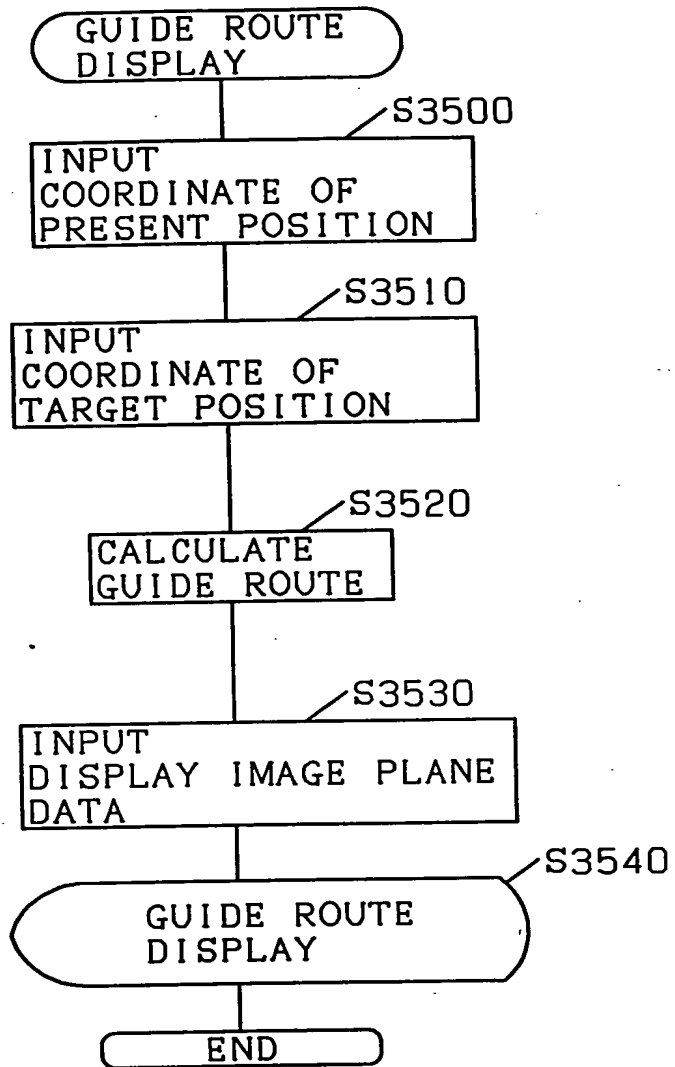 GUIDE ROUTE
DISPLAY
S3500
INPUT
COORDINATE OF
PRESENT POSITION
S3510
INPUT
COORDINATE OF
TARGET POSITION
S3520
CALCULATE
GUIDE ROUTE
S3530
INPUT
DISPLAY IMAGE PLANE
DATA
S3540
GUIDE ROUTE
DISPLAY
END